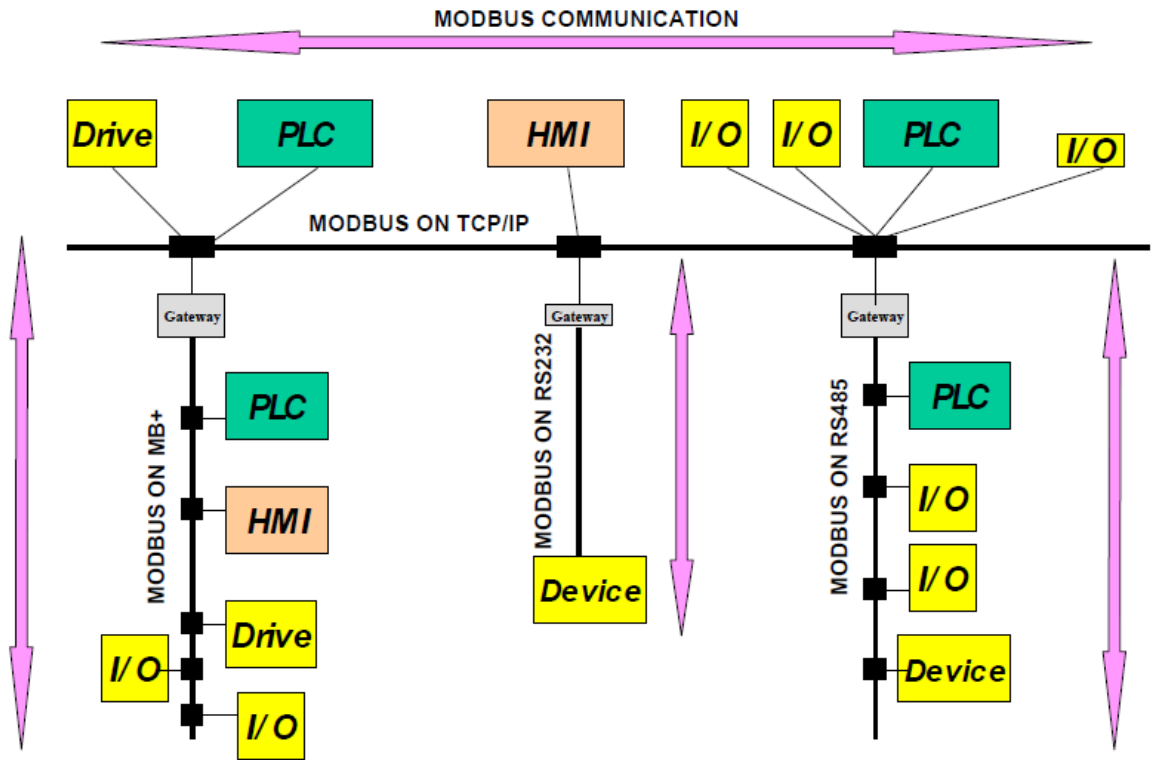 MODBUS COMMUNICATION
Drive
PLC
HMI
I/O
I/O
PLC
I/O
MODBUS ON TCP/IP
Gateway
Gateway
Gateway
MODBUS ON MB+
PLC
HMI
Drive
I/O
I/O
MODBUS ON RS232
Device
MODBUS ON RS485
PLC
I/O
I/O
Device